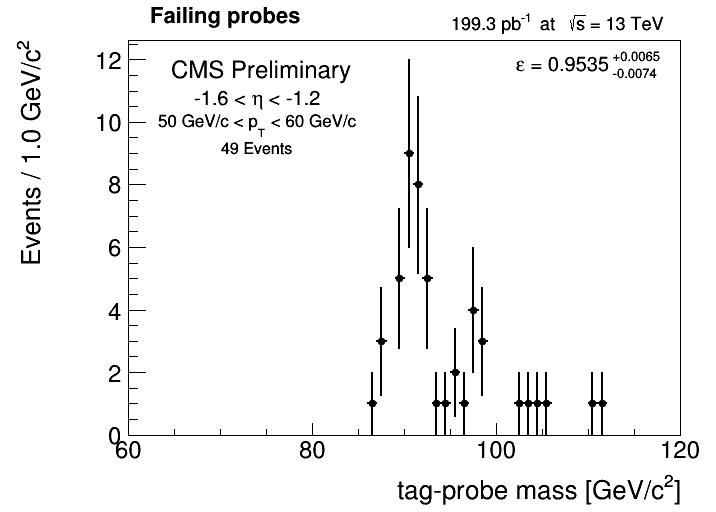 Failing probes
199.3 pb⁻¹ at √s = 13 TeV
CMS Preliminary
-1.6 < η < -1.2
50 GeV/c < p_T < 60 GeV/c
49 Events
ε = 0.9535 +0.0065 -0.0074
Events / 1.0 GeV/c²
12
10
8
6
4
2
0
60 80 100 120
tag-probe mass [GeV/c²]